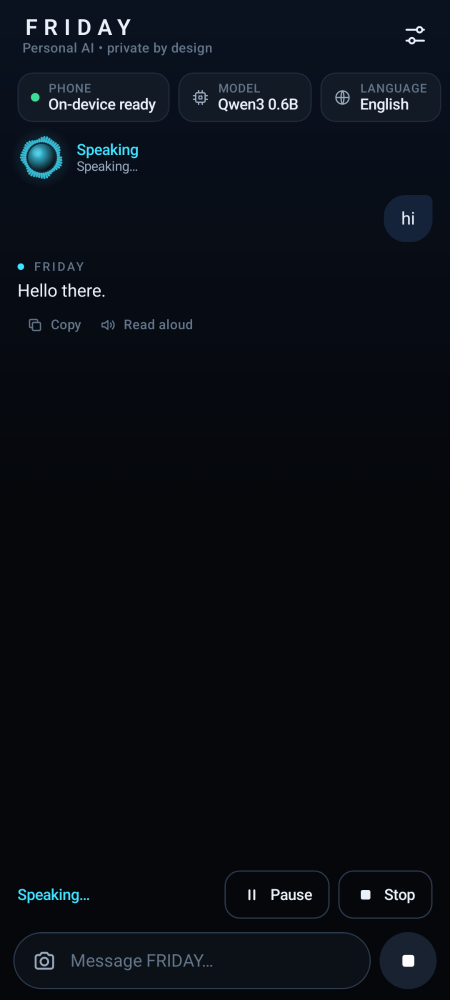 FRIDAY
Personal AI • private by design
PHONE
On-device ready
MODEL
Qwen3 0.6B
LANGUAGE
English
Speaking
Speaking...
hi
FRIDAY
Hello there.
Copy
Read aloud
Speaking...
Pause
Stop
Message FRIDAY...